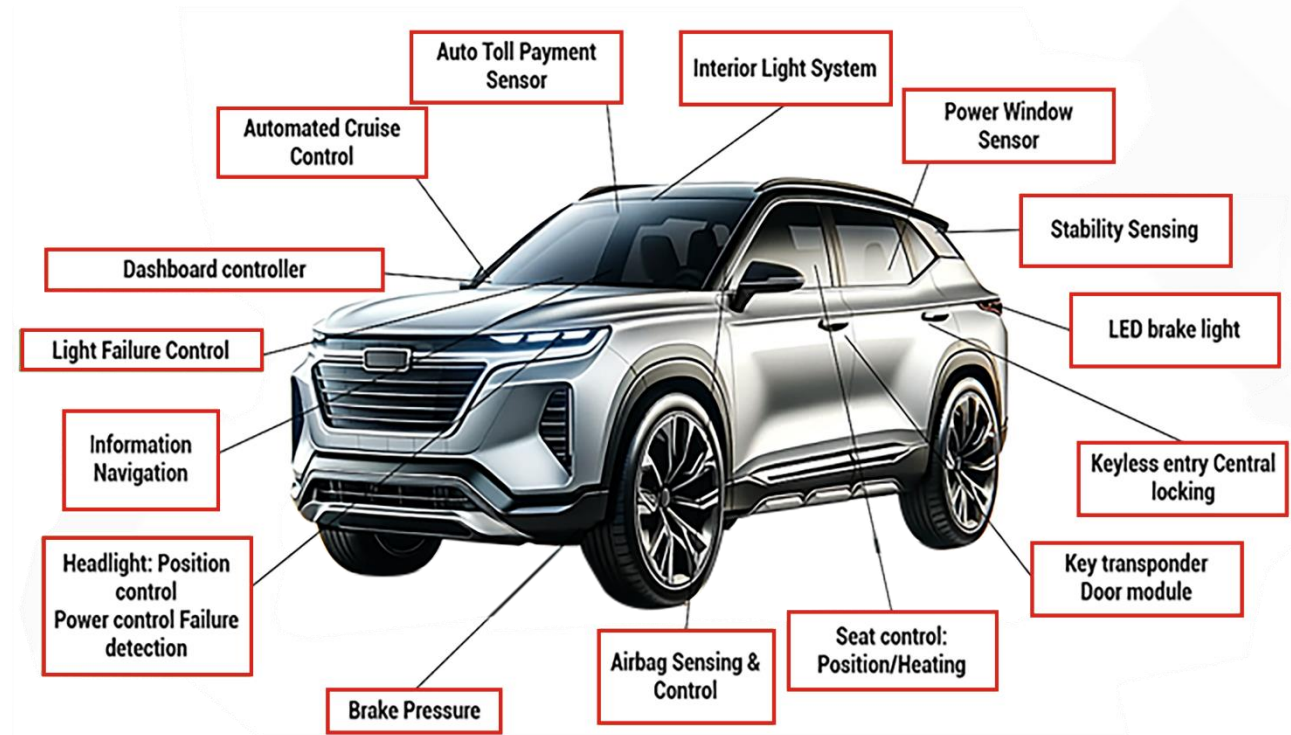 Auto Toll Payment
Sensor
Interior Light System
Power Window
Sensor
Automated Cruise
Control
Stability Sensing
Dashboard controller
LED brake light
Light Failure Control
Information
Navigation
Keyless entry Central
locking
Headlight: Position
control
Power control Failure
detection
Key transponder
Door module
Seat control:
Position/Heating
Airbag Sensing &
Control
Brake Pressure